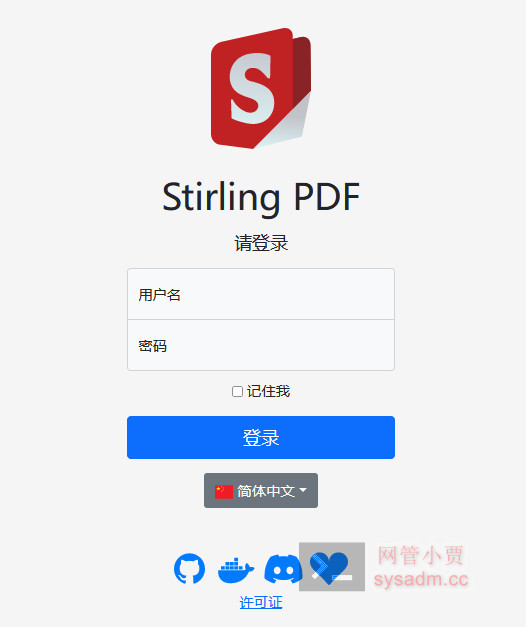 S
Stirling PDF
请登录
用户名
密码
记住我
登录
简体中文
网管小贾
sysadm.cc
许可证